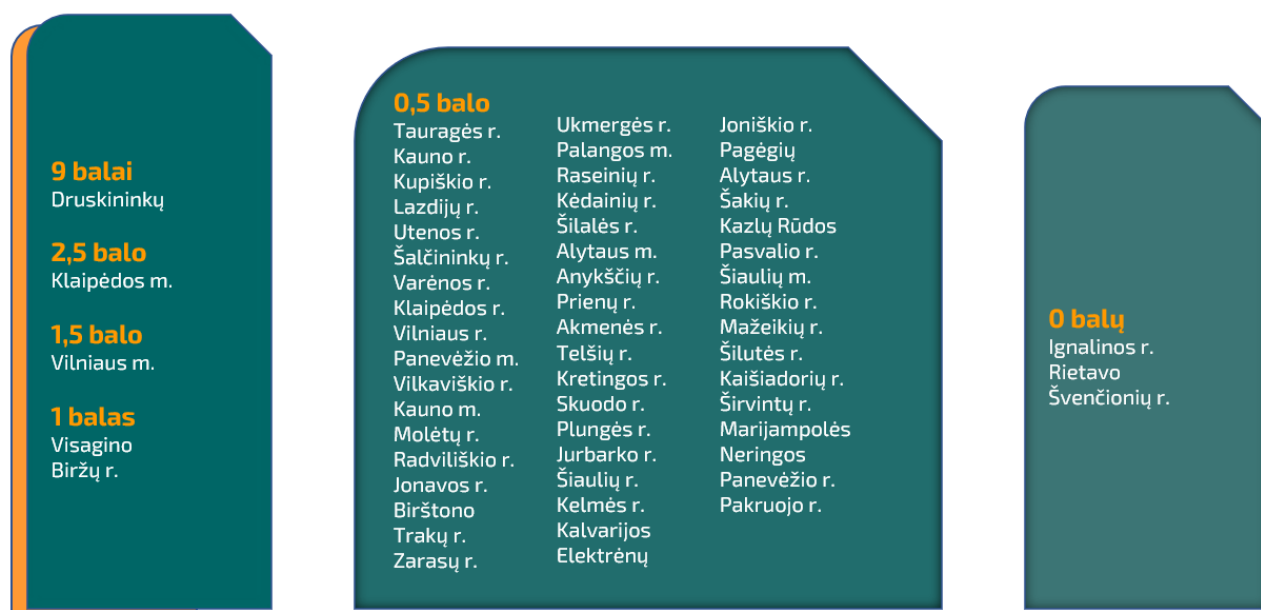 9 balai
Druskininkų
2,5 balo
Klaipėdos m.
1,5 balo
Vilniaus m.
1 balas
Visagino
Biržų r.
0,5 balo
Tauragės r.
Kauno r.
Kupiškio r.
Lazdijų r.
Utenos r.
Šalčininkų r.
Varėnos r.
Klaipėdos r.
Vilniaus r.
Panevėžio m.
Vilkaviškio r.
Kauno m.
Molėtų r.
Radviliškio r.
Jonavos r.
Birštono
Trakų r.
Zarasų r.
Ukmergės r.
Palangos m.
Raseinių r.
Kėdainių r.
Šilalės r.
Alytaus m.
Anykščių r.
Prienų r.
Akmenės r.
Telšių r.
Kretingos r.
Skuodo r.
Plungės r.
Jurbarko r.
Šiaulių r.
Kelmės r.
Kalvarijos
Elektrėnų
Joniškio r.
Pagėgių
Alytaus r.
Šakių r.
Kazlų Rūdos
Pasvalio r.
Šiaulių m.
Rokiškio r.
Mažeikių r.
Šilutės r.
Kaišiadorių r.
Širvintų r.
Marijampolės
Neringos
Panevėžio r.
Pakruojo r.
0 balų
Ignalinos r.
Rietavo
Švenčionių r.